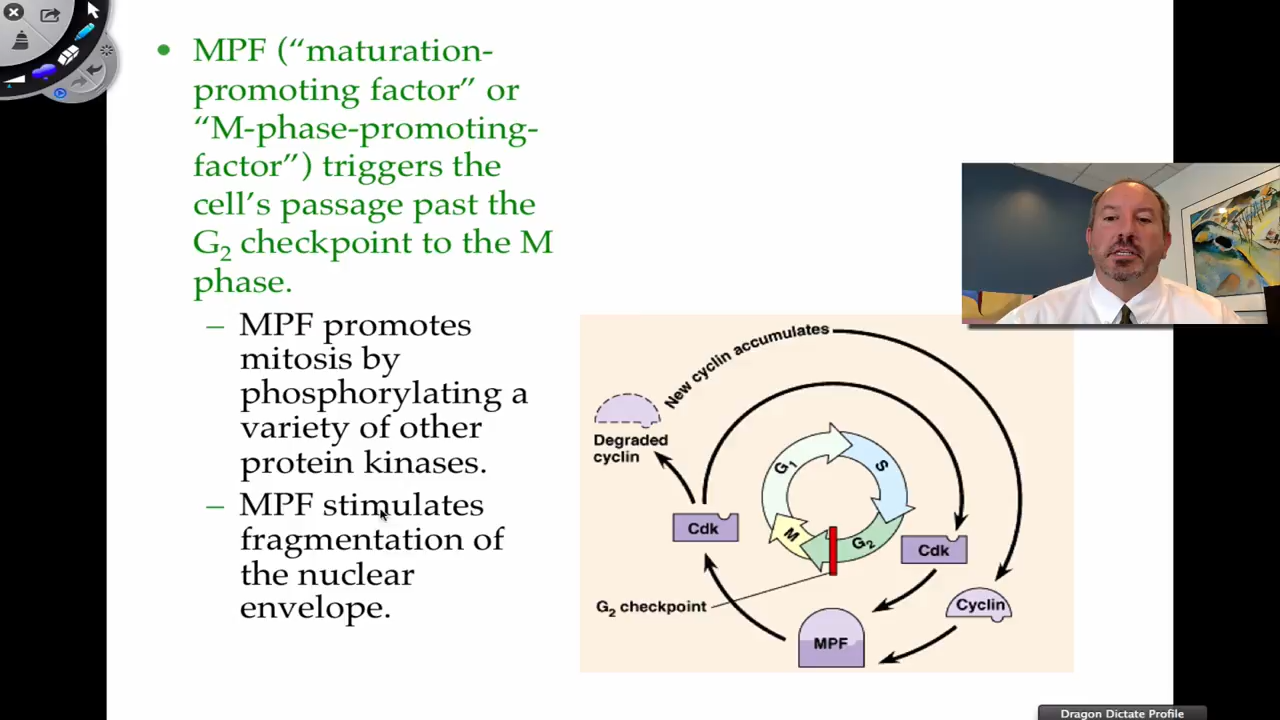 • MPF (“maturation-
promoting factor” or
“M-phase-promoting-
factor”) triggers the
cell’s passage past the
G₂ checkpoint to the M
phase.
– MPF promotes
mitosis by
phosphorylating a
variety of other
protein kinases.
– MPF stimulates
fragmentation of
the nuclear
envelope.
New cyclin accumulates
Degraded
cyclin
G₁
S
Cdk
M
G₂
Cdk
G₂ checkpoint
Cyclin
MPF
Dragon Dictate Profile